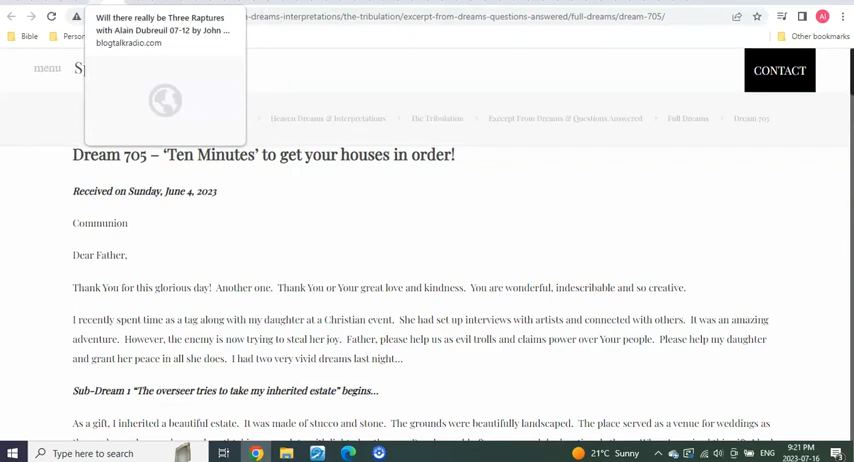 Will there really be Three Raptures
with Alain Dubreuil 07-12 by John ...
blogtalkradio.com
-dreams-interpretations/the-tribulation/excerpt-from-dreams-questions-answered/full-dreams/dream-705/
AI
Bible
Person
Other bookmarks
menu
Sp
CONTACT
Heaven Dreams & Interpretations
The Tribulation
Excerpt From Dreams & Questions Answered
Full Dreams
Dream 705
Dream 705 – ‘Ten Minutes’ to get your houses in order!
Received on Sunday, June 4, 2023
Communion
Dear Father,
Thank You for this glorious day! Another one. Thank You or Your great love and kindness. You are wonderful, indescribable and so creative.
I recently spent time as a tag along with my daughter at a Christian event. She had set up interviews with artists and connected with others. It was an amazing
adventure. However, the enemy is now trying to steal her joy. Father, please help us as evil trolls and claims power over Your people. Please help my daughter
and grant her peace in all she does. I had two very vivid dreams last night…
Sub-Dream 1 “The overseer tries to take my inherited estate” begins…
As a gift, I inherited a beautiful estate. It was made of stucco and stone. The grounds were beautifully landscaped. The place served as a venue for weddings as
Type here to search
21°C Sunny
ENG
9:21 PM
2023-07-16
3